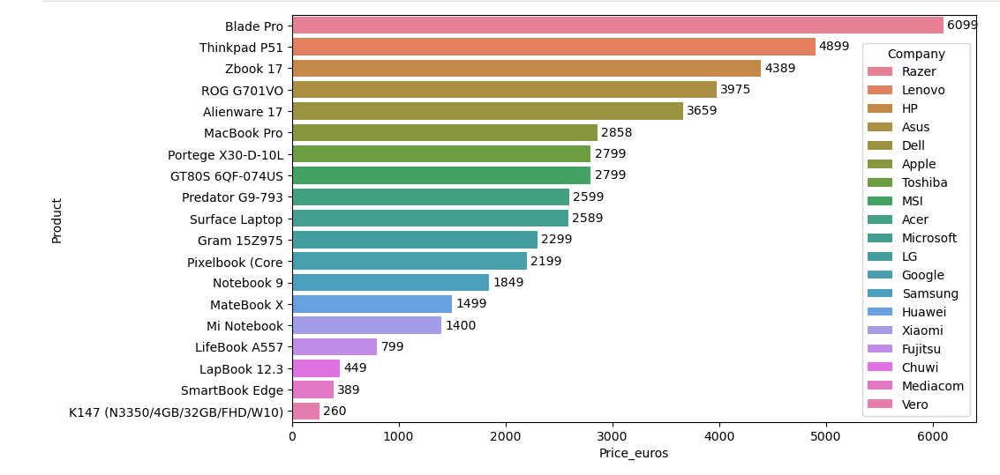 Blade Pro 6099
Thinkpad P51 4899
Zbook 17 4389
ROG G701VO 3975
Alienware 17 3659
MacBook Pro 2858
Portege X30-D-10L 2799
GT80S 6QF-074US 2799
Predator G9-793 2599
Surface Laptop 2589
Gram 15Z975 2299
Pixelbook (Core 2199
Notebook 9 1849
MateBook X 1499
Mi Notebook 1400
LifeBook A557 799
LapBook 12.3 449
SmartBook Edge 389
K147 (N3350/4GB/32GB/FHD/W10) 260
Product
0 1000 2000 3000 4000 5000 6000
Price_euros
Company
Razer
Lenovo
HP
Asus
Dell
Apple
Toshiba
MSI
Acer
Microsoft
LG
Google
Samsung
Huawei
Xiaomi
Fujitsu
Chuwi
Mediacom
Vero